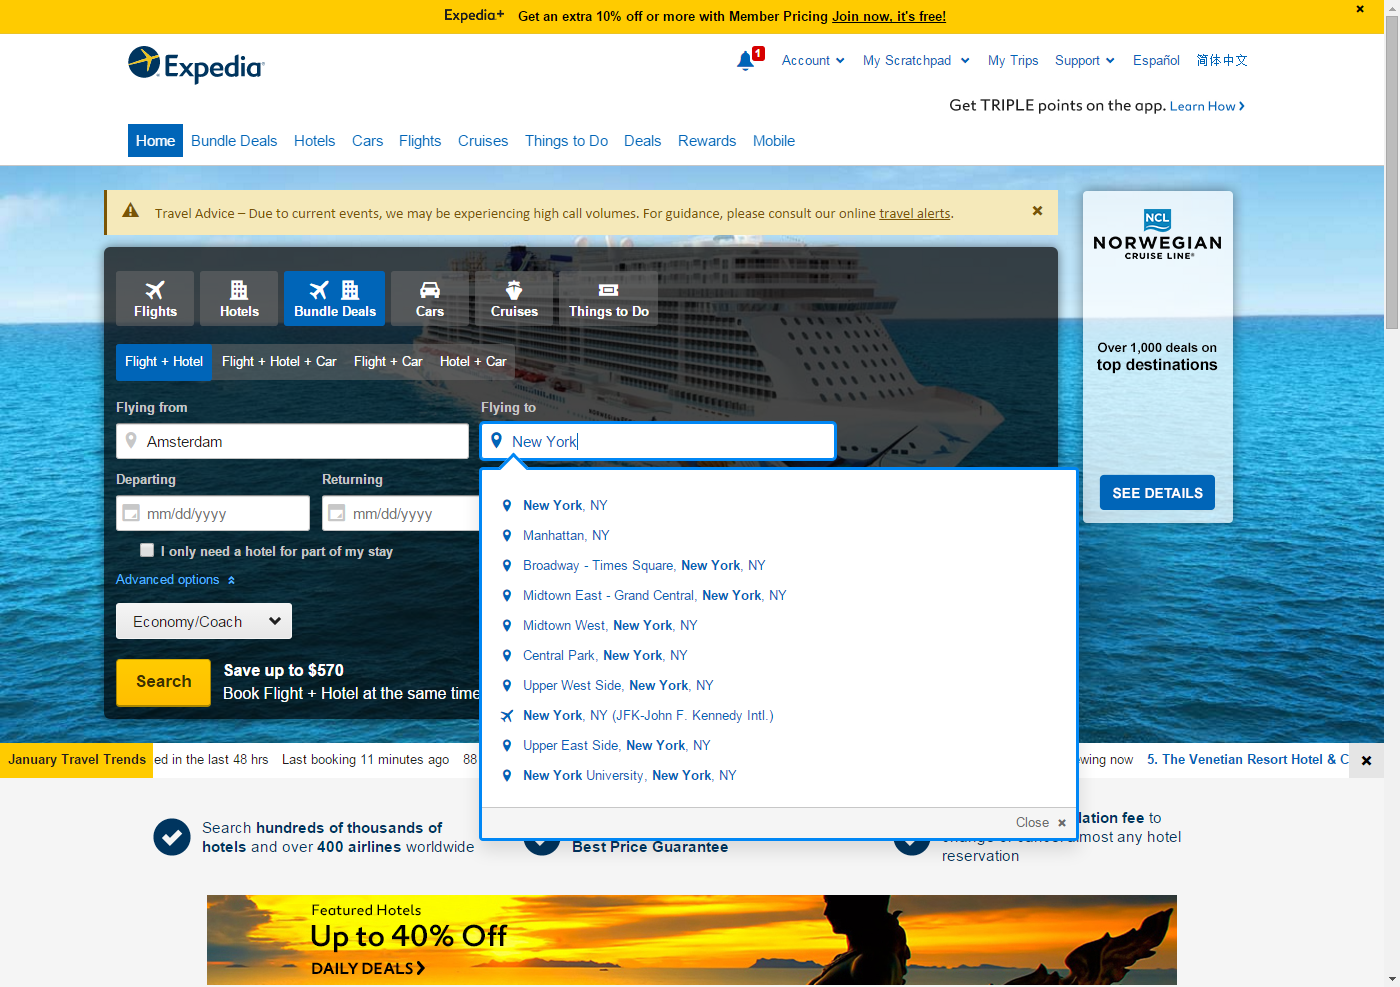 Expedia+ Get an extra 10% off or more with Member Pricing Join now, it's free!
Expedia
1 Account My Scratchpad My Trips Support Español 简体中文
Get TRIPLE points on the app. Learn How
Home Bundle Deals Hotels Cars Flights Cruises Things to Do Deals Rewards Mobile
Travel Advice – Due to current events, we may be experiencing high call volumes. For guidance, please consult our online travel alerts.
NCL
NORWEGIAN
CRUISE LINE®
Over 1,000 deals on
top destinations
SEE DETAILS
Flights Hotels Bundle Deals Cars Cruises Things to Do
Flight + Hotel Flight + Hotel + Car Flight + Car Hotel + Car
Flying from Flying to
Amsterdam New York
Departing Returning
mm/dd/yyyy mm/dd/yyyy
I only need a hotel for part of my stay
Advanced options
Economy/Coach
Search
Save up to $570
Book Flight + Hotel at the same time
New York, NY
Manhattan, NY
Broadway - Times Square, New York, NY
Midtown East - Grand Central, New York, NY
Midtown West, New York, NY
Central Park, New York, NY
Upper West Side, New York, NY
New York, NY (JFK-John F. Kennedy Intl.)
Upper East Side, New York, NY
New York University, New York, NY
Close
January Travel Trends ed in the last 48 hrs Last booking 11 minutes ago 88 wing now 5. The Venetian Resort Hotel & C
Search hundreds of thousands of
hotels and over 400 airlines worldwide
Best Price Guarantee
lation fee to
most any hotel
reservation
Featured Hotels
Up to 40% Off
DAILY DEALS